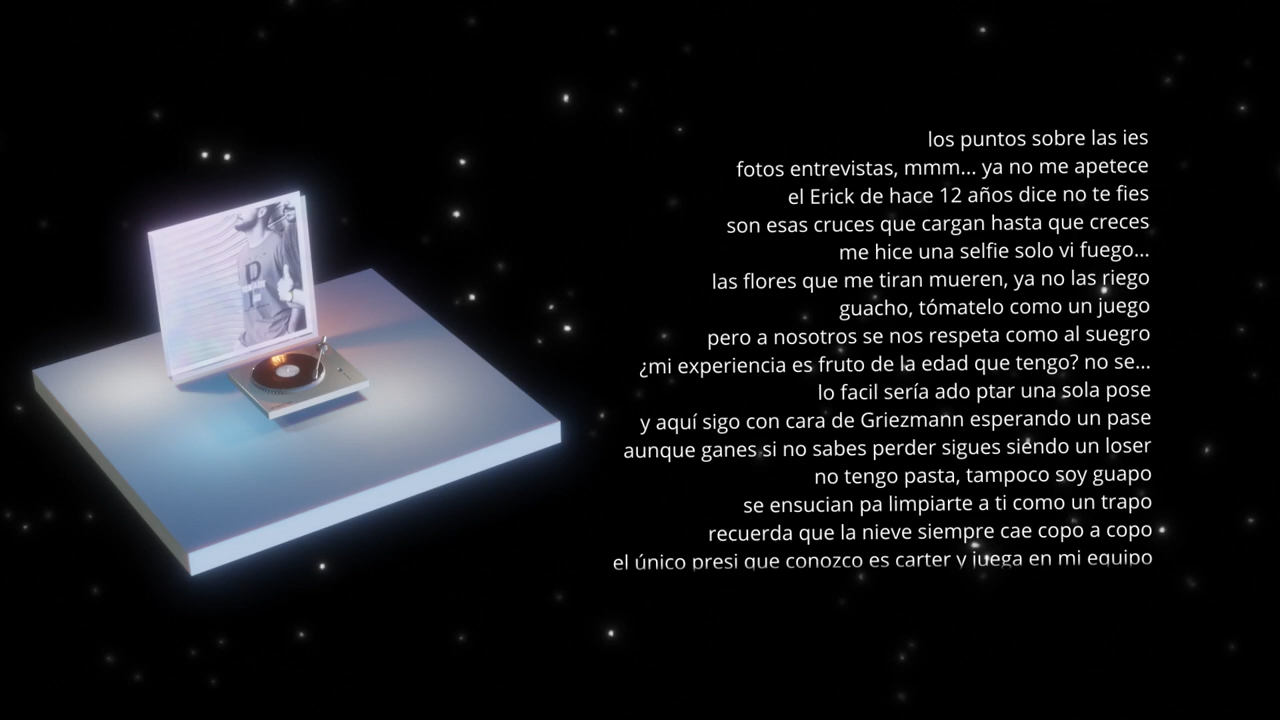 los puntos sobre las ies
fotos entrevistas, mmm... ya no me apetece
el Erick de hace 12 años dice no te fies
son esas cruces que cargan hasta que creces
me hice una selfie solo vi fuego...
las flores que me tiran mueren, ya no las riego
guacho, tómatelo como un juego
pero a nosotros se nos respeta como al suegro
¿mi experiencia es fruto de la edad que tengo? no se...
lo facil sería ado ptar una sola pose
y aquí sigo con cara de Griezmann esperando un pase
aunque ganes si no sabes perder sigues siendo un loser
no tengo pasta, tampoco soy guapo
se ensucian pa limpiarte a ti como un trapo
recuerda que la nieve siempre cae copo a copo
el único presi que conozco es carter y juega en mi equipo